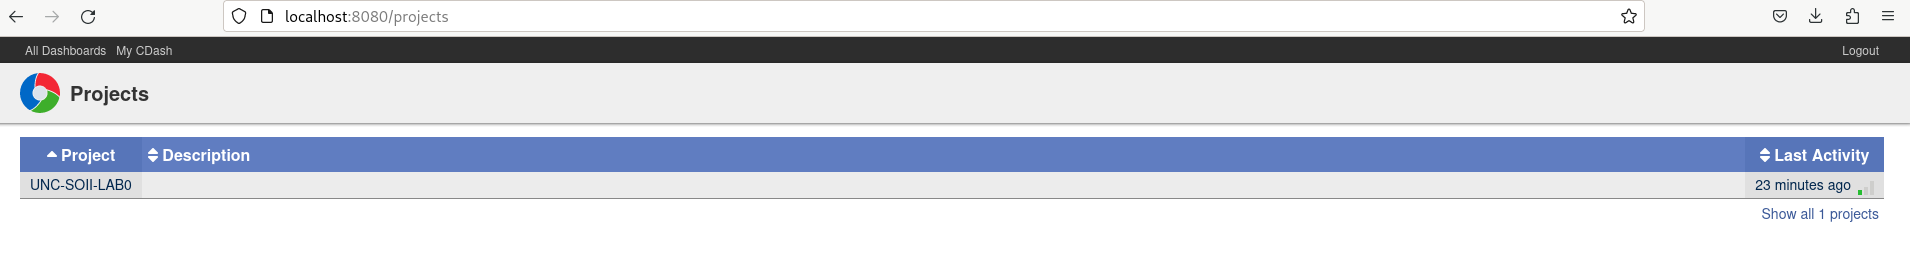 localhost:8080/projects
All Dashboards My CDash Logout
Projects
Project Description Last Activity
UNC-SOII-LAB0 23 minutes ago
Show all 1 projects